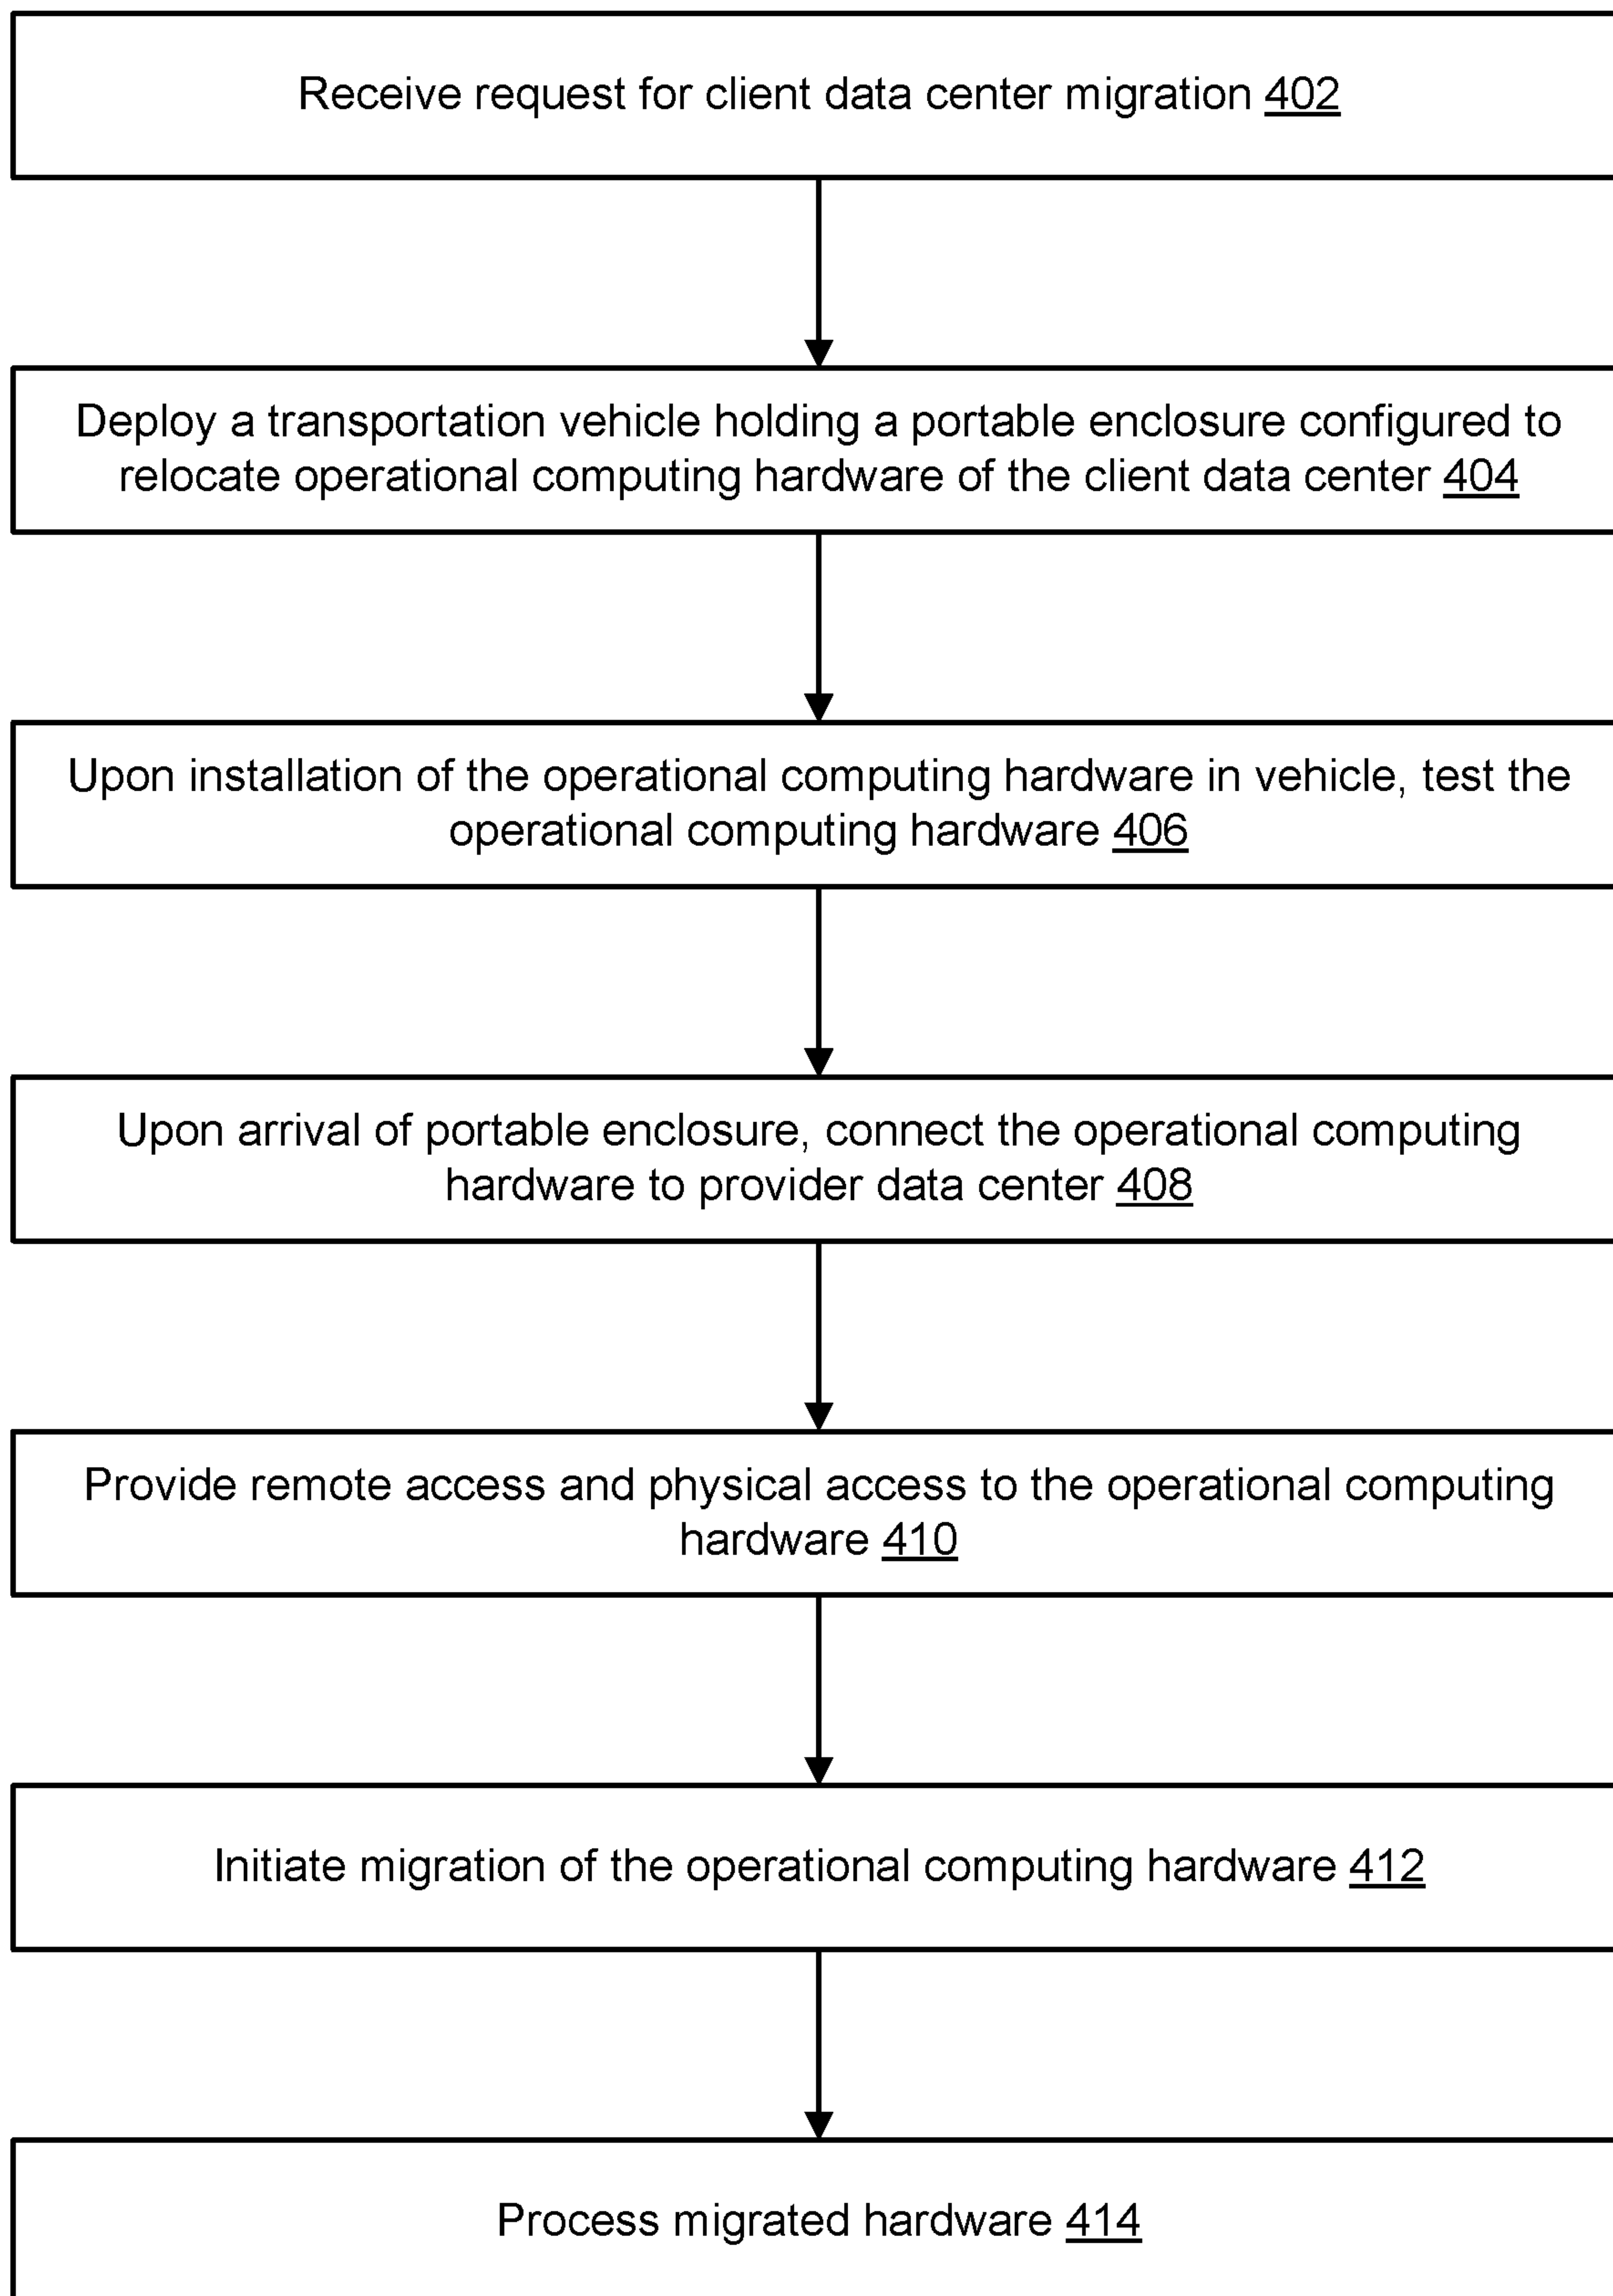 Receive request for client data center migration 402
Deploy a transportation vehicle holding a portable enclosure configured to
relocate operational computing hardware of the client data center 404
Upon installation of the operational computing hardware in vehicle, test the
operational computing hardware 406
Upon arrival of portable enclosure, connect the operational computing
hardware to provider data center 408
Provide remote access and physical access to the operational computing
hardware 410
Initiate migration of the operational computing hardware 412
Process migrated hardware 414